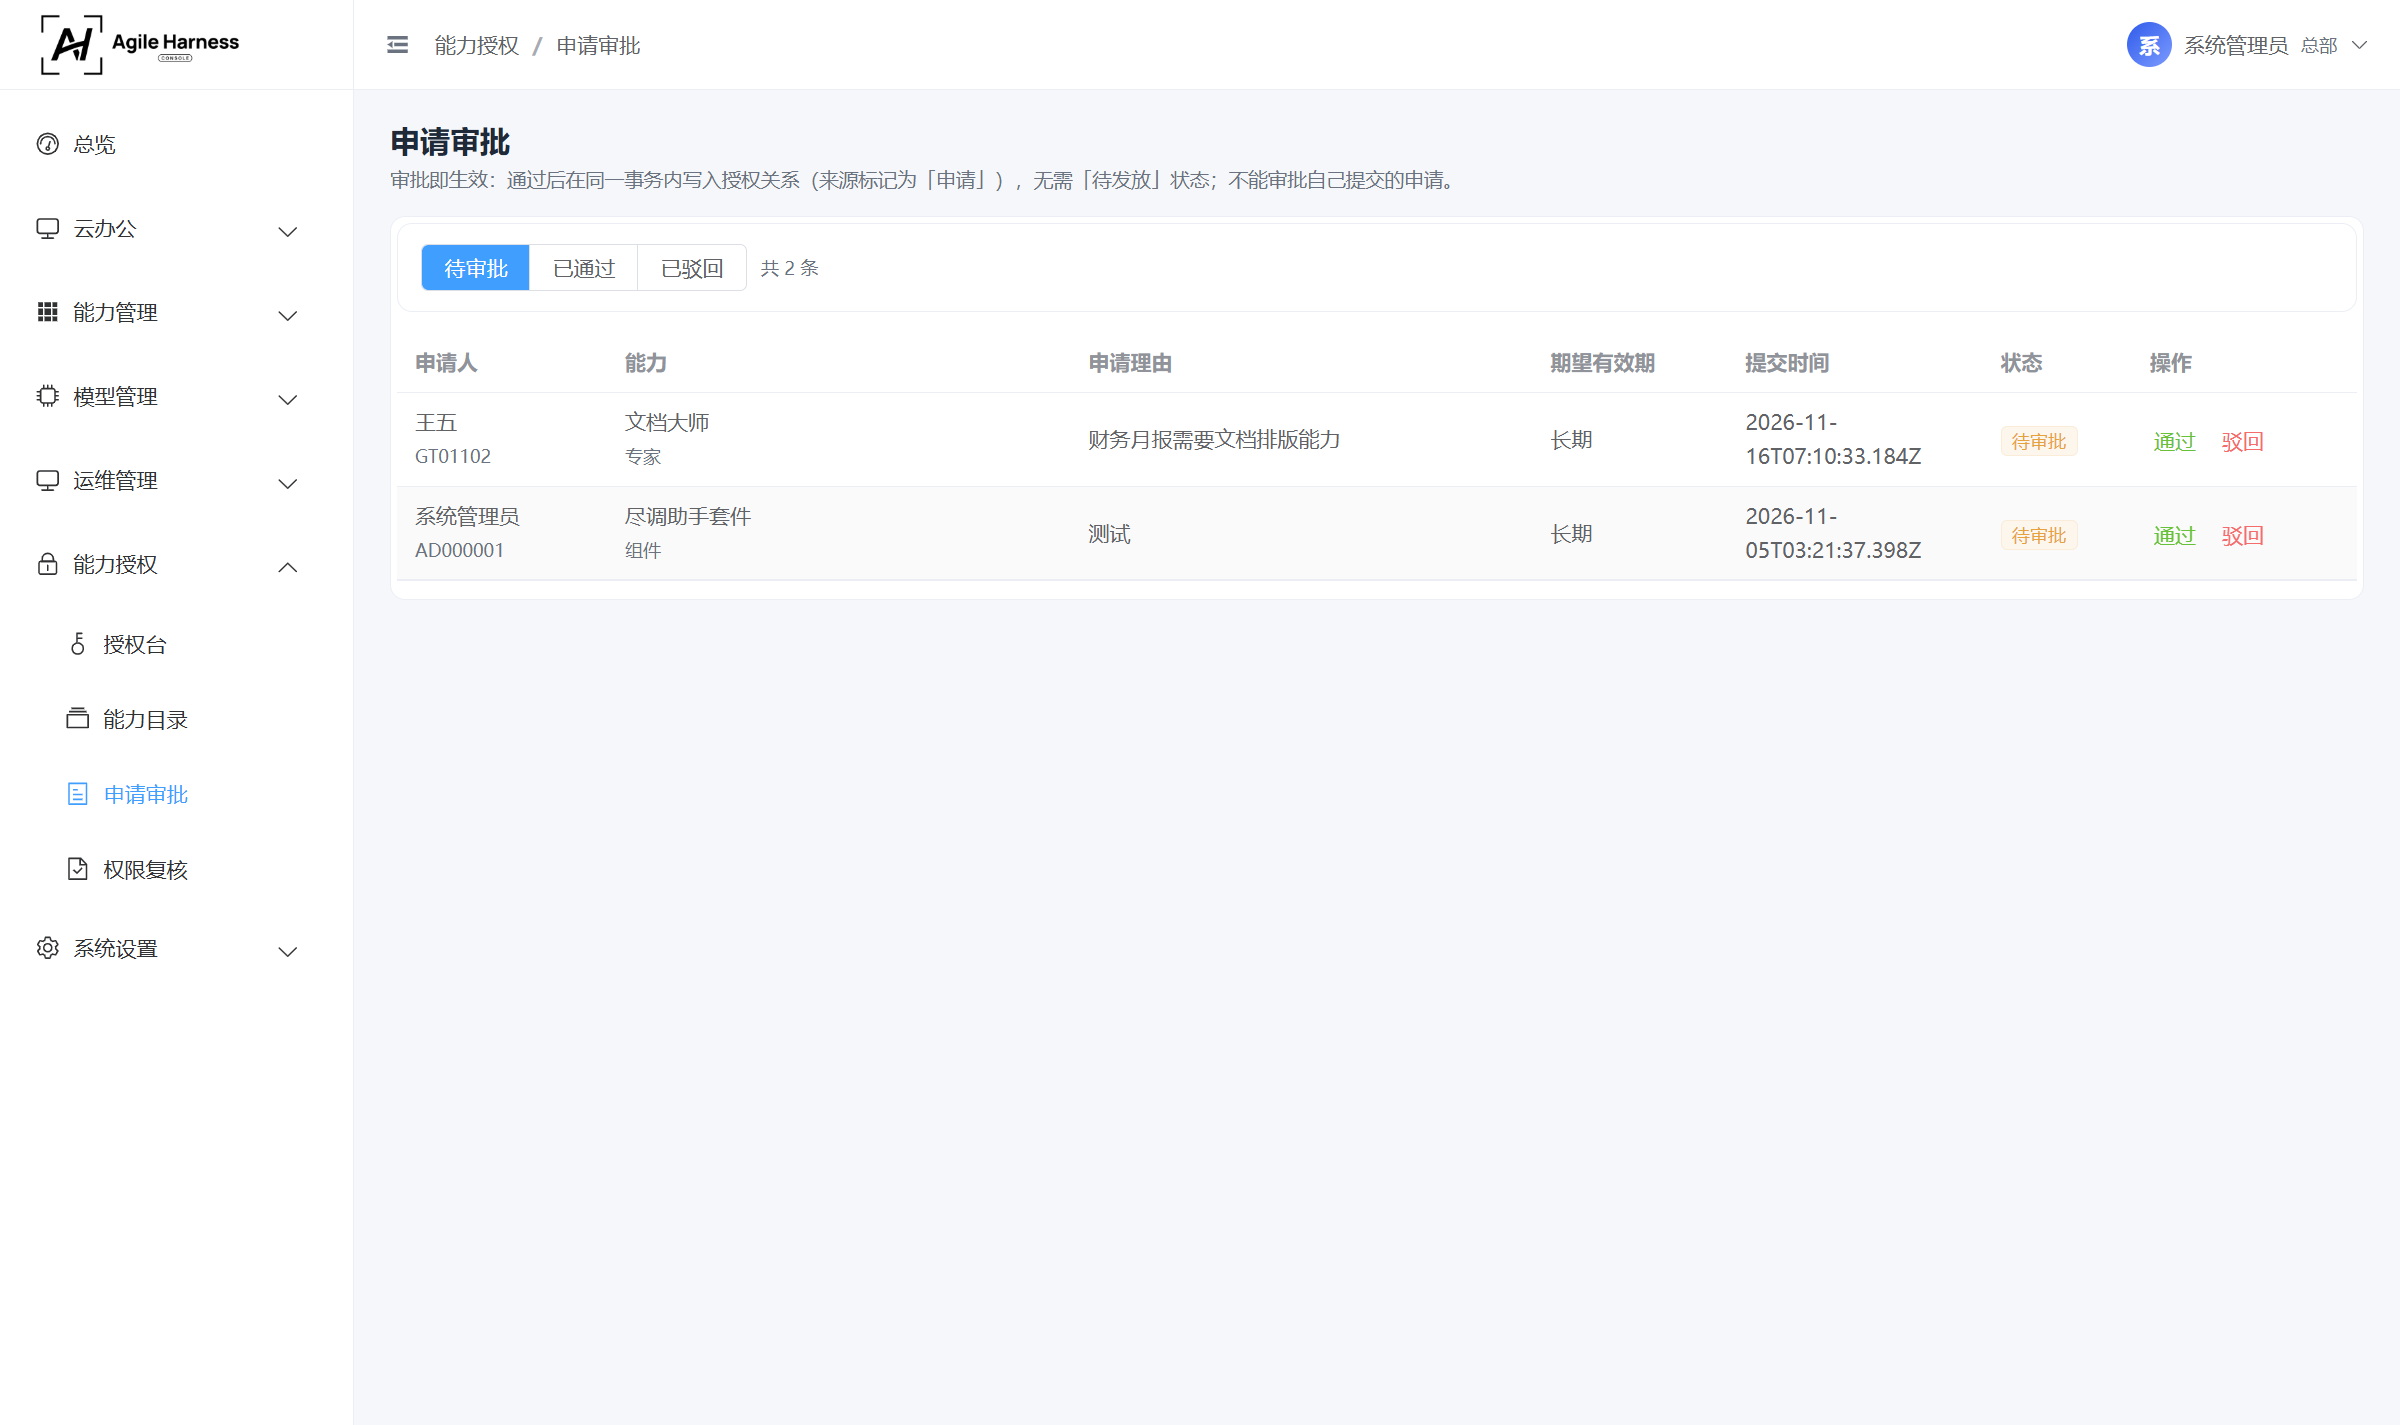 Agile Harness
CONSOLE
能力授权 / 申请审批
系 系统管理员 总部
总览
云办公
能力管理
模型管理
运维管理
能力授权
授权台
能力目录
申请审批
权限复核
系统设置
申请审批
审批即生效：通过后在同一事务内写入授权关系（来源标记为「申请」），无需「待发放」状态；不能审批自己提交的申请。
待审批 已通过 已驳回 共 2 条
申请人 能力 申请理由 期望有效期 提交时间 状态 操作
王五 文档大师 2026-11-
财务月报需要文档排版能力 长期 待审批 通过 驳回
GT01102 专家 16T07:10:33.184Z
系统管理员 尽调助手套件 2026-11-
测试 长期 待审批 通过 驳回
AD000001 组件 05T03:21:37.398Z